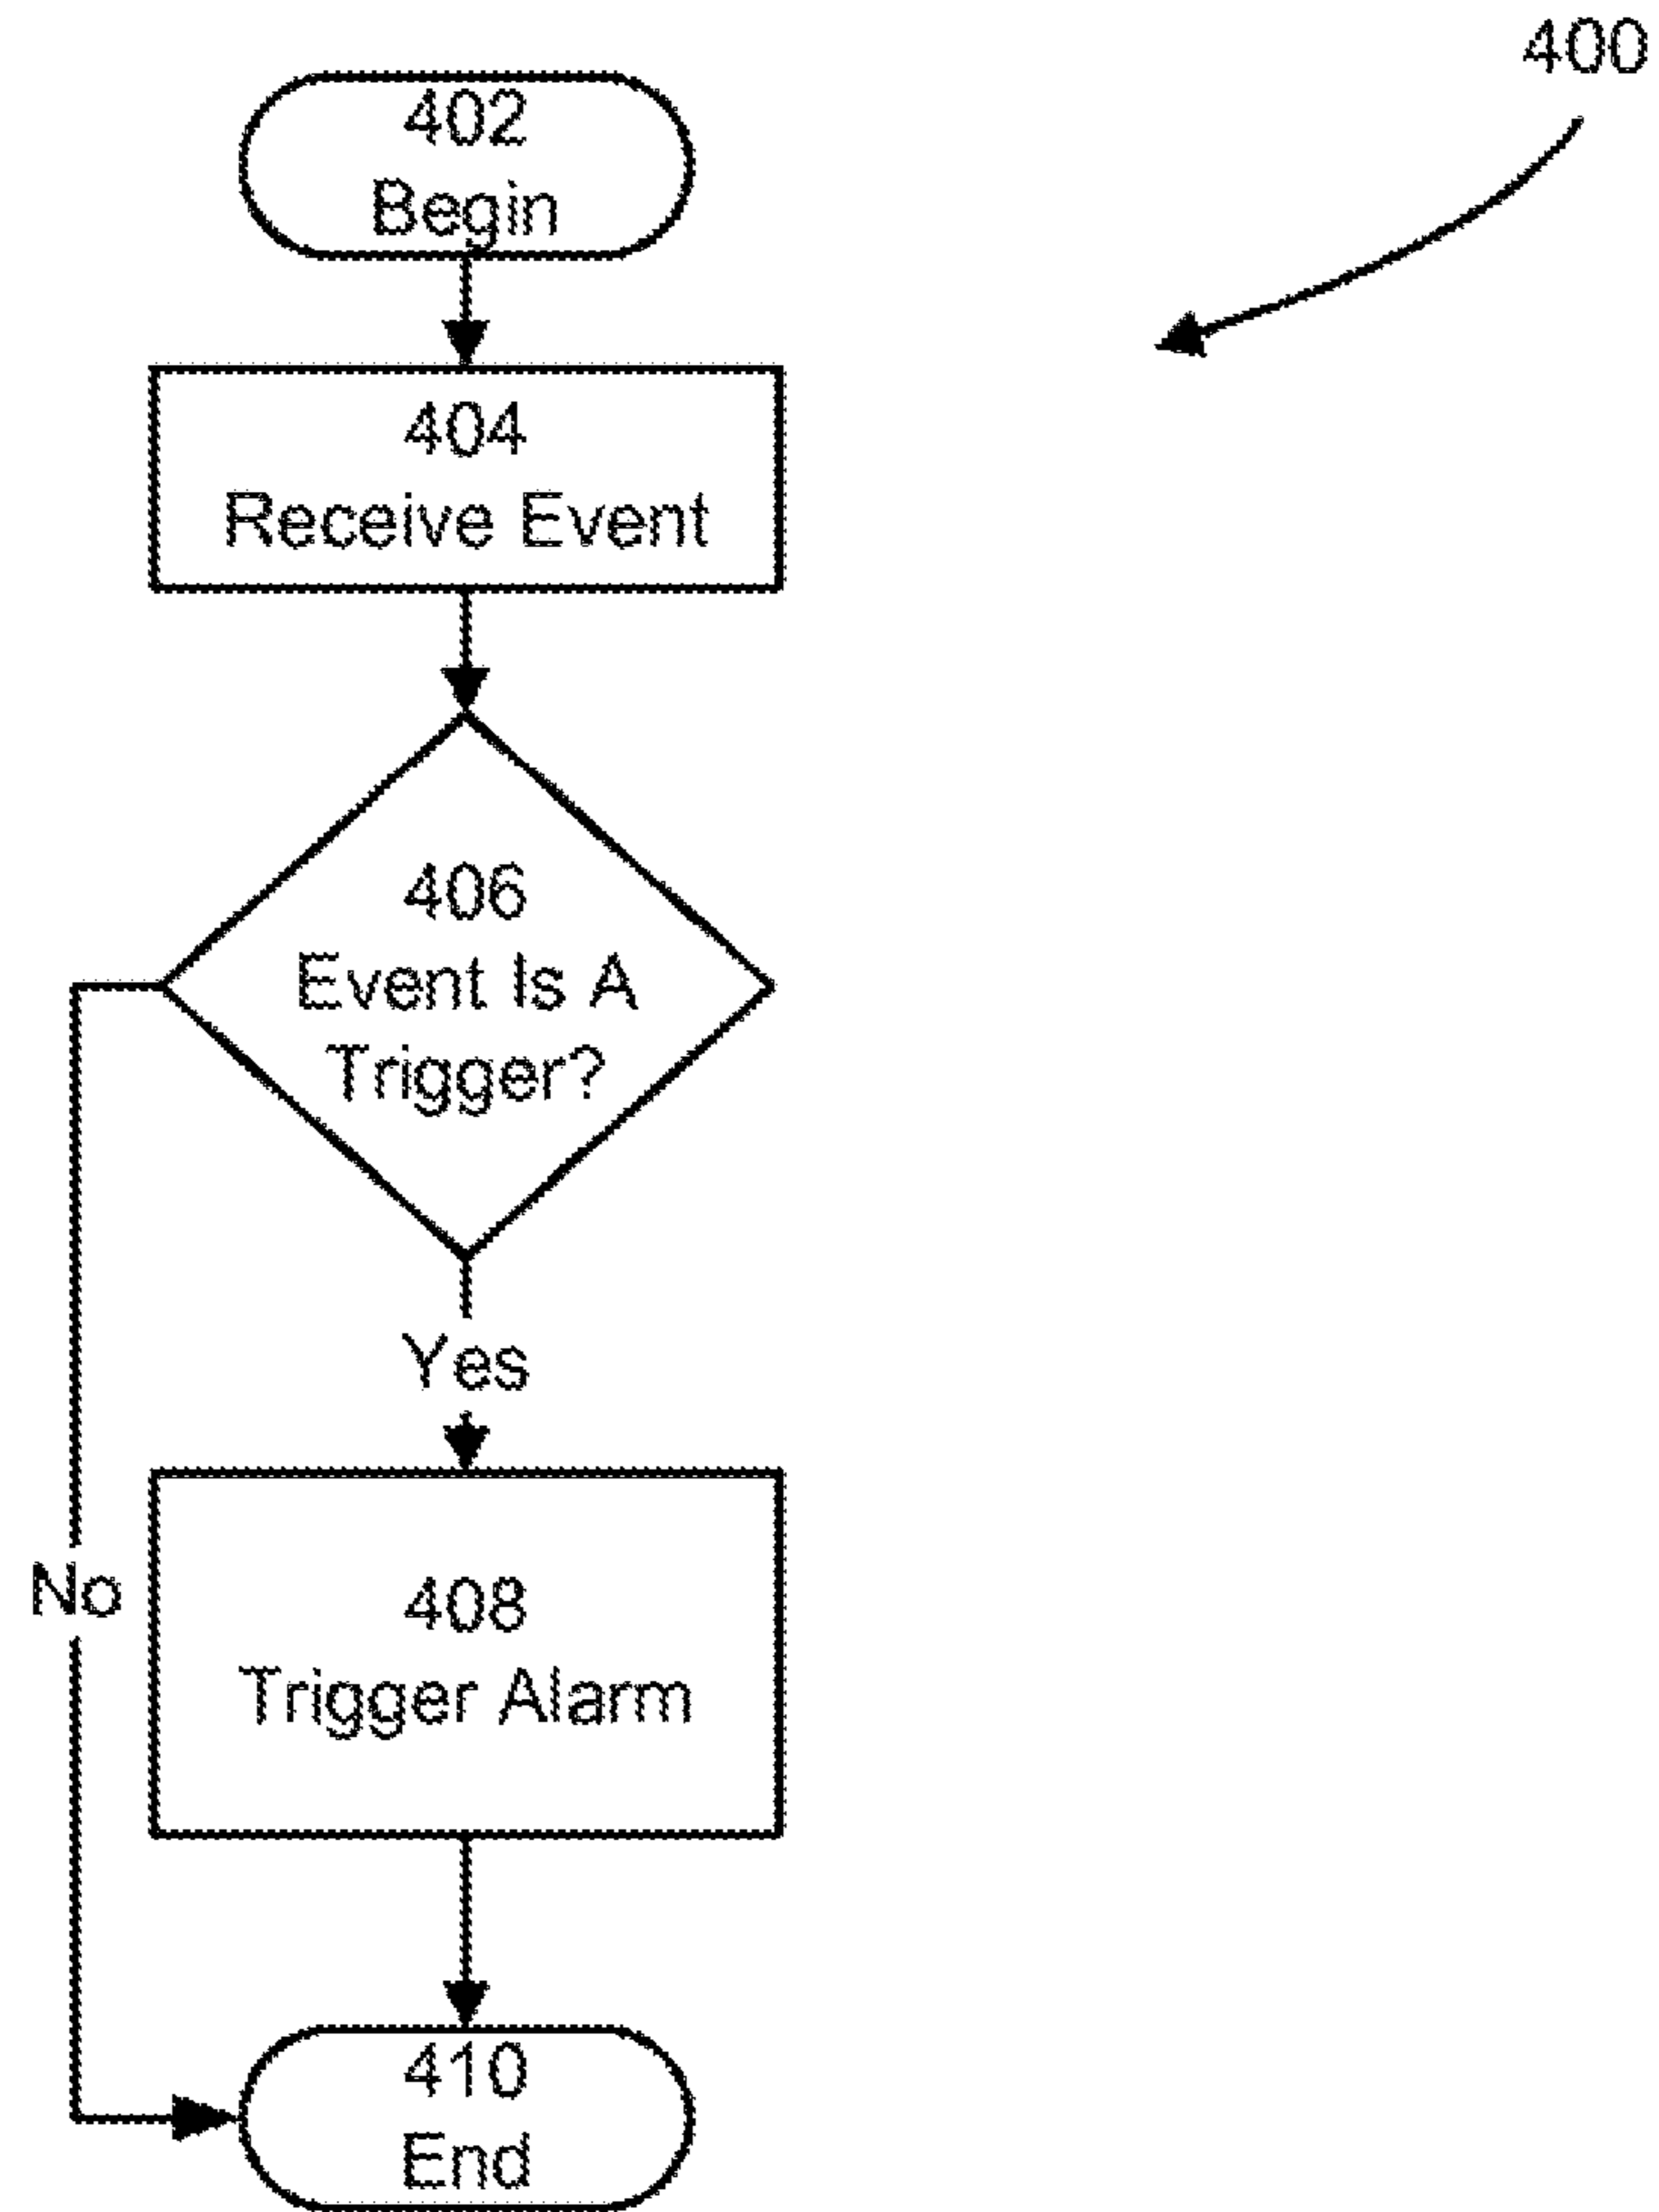 400
402
Begin
404
Receive Event
406
Event Is A
Trigger?
Yes
No
408
Trigger Alarm
410
End